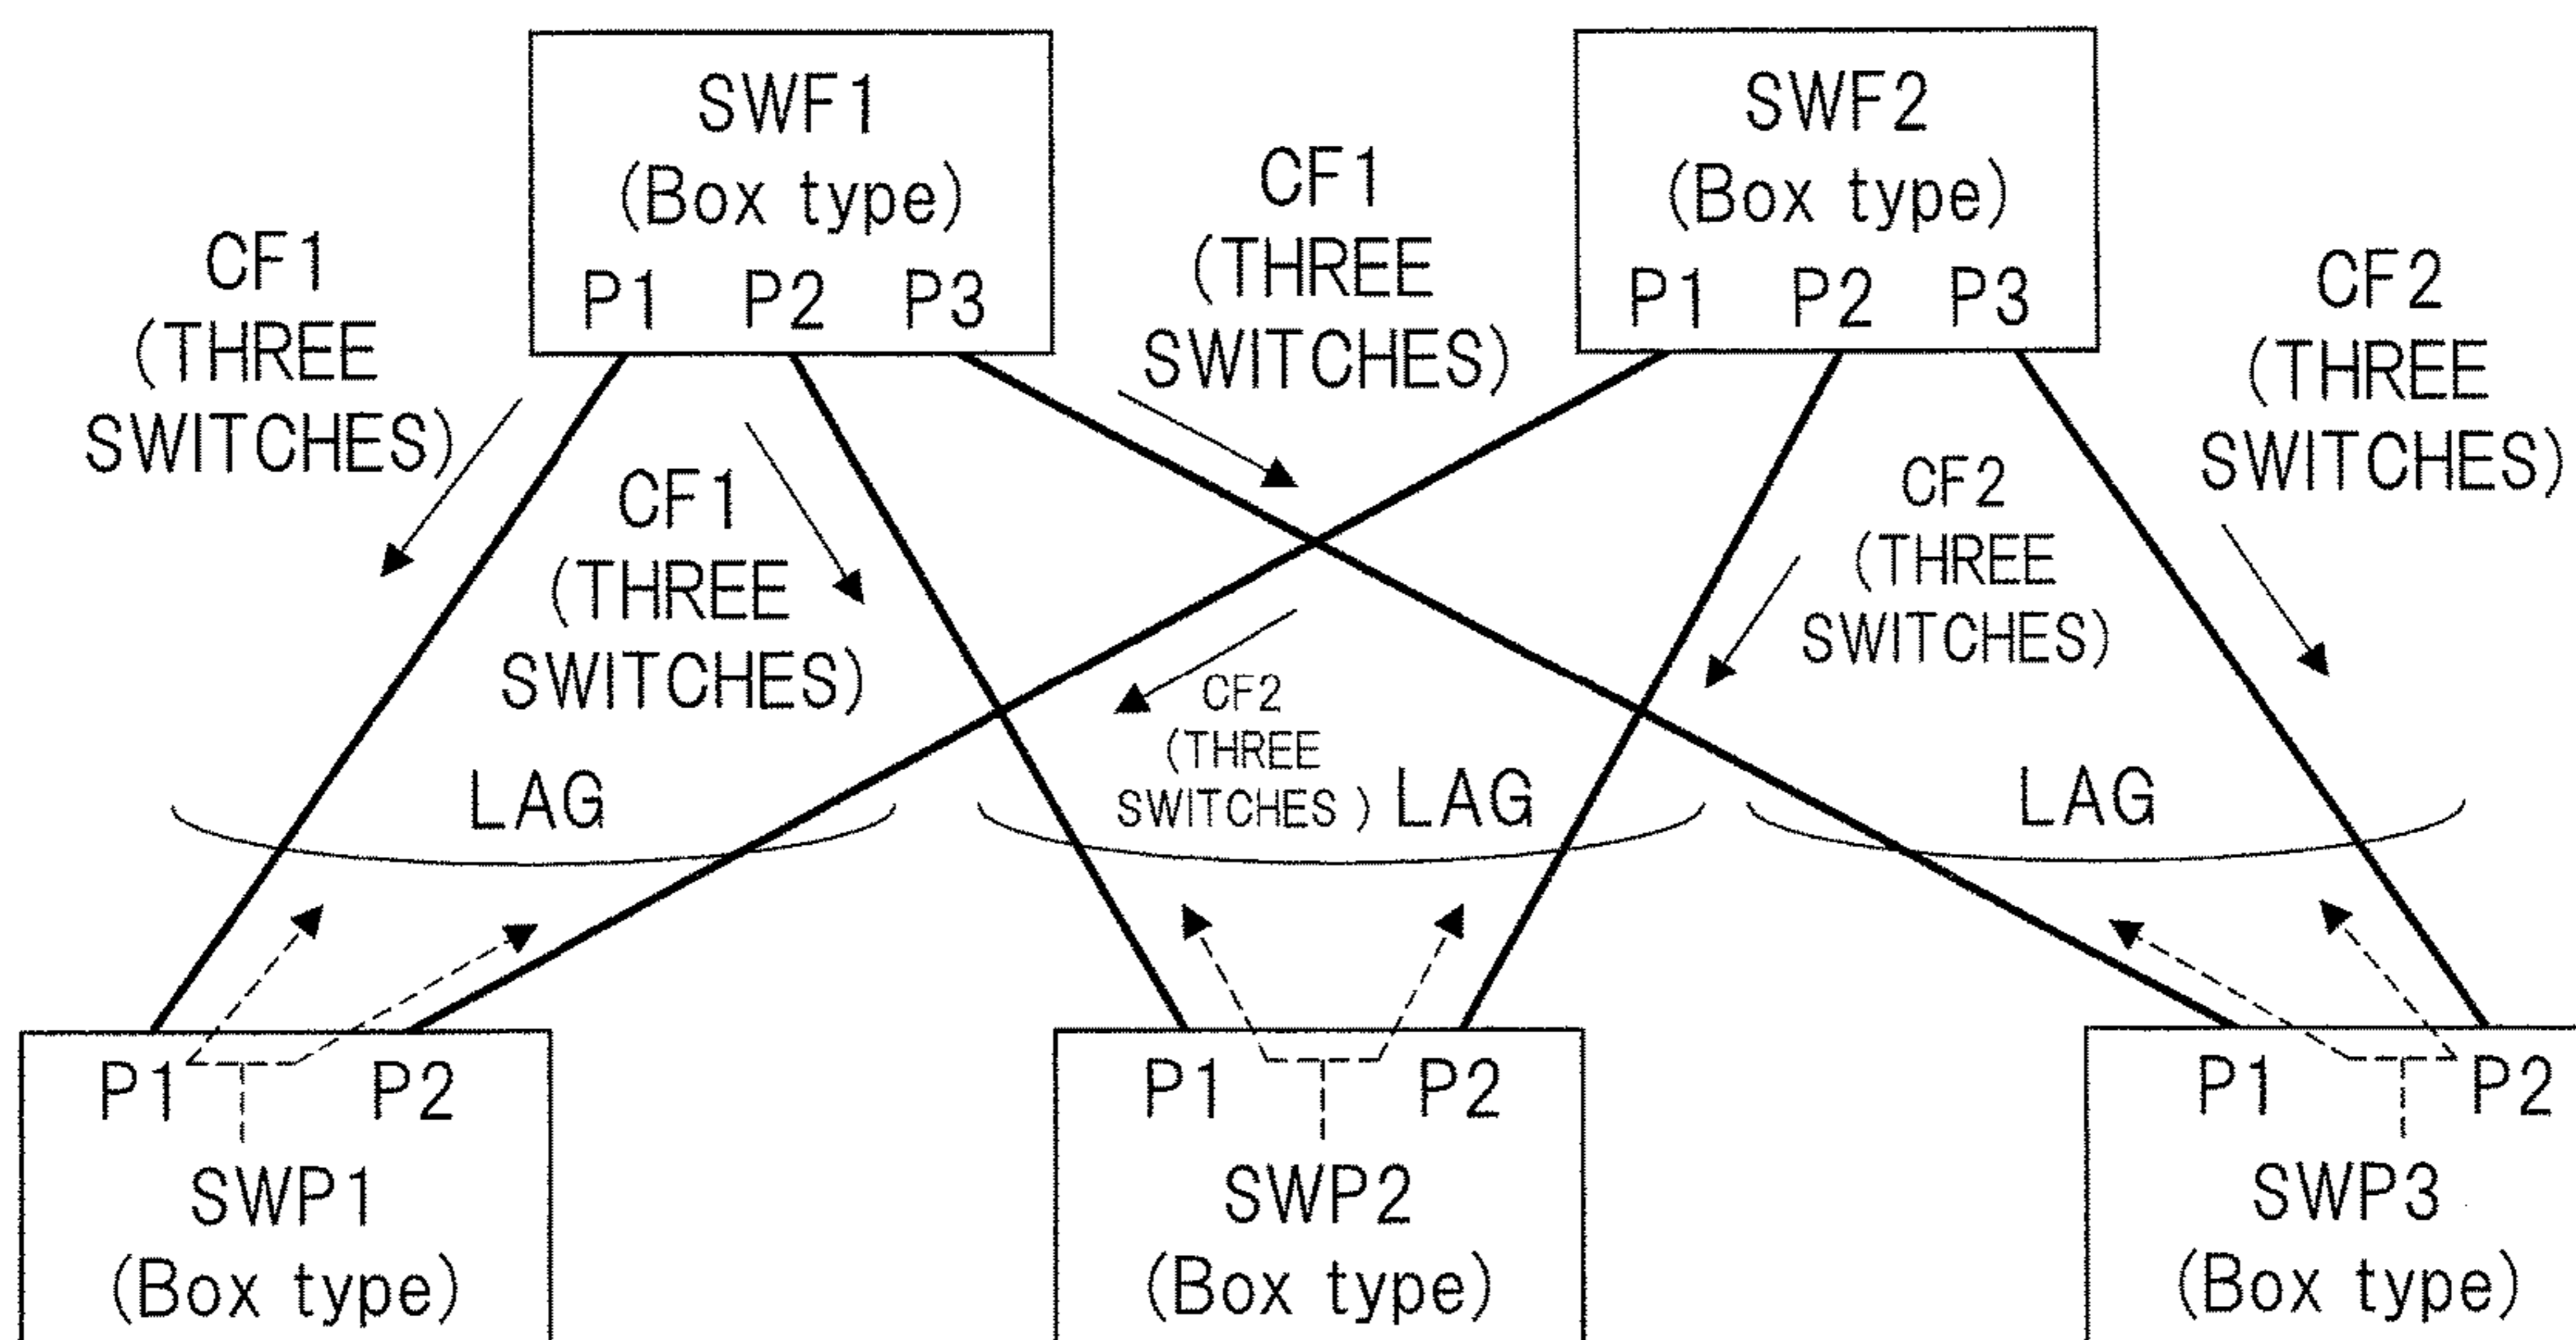 SWF1
(Box type)
P1 P2 P3
SWF2
(Box type)
P1 P2 P3
CF1
(THREE
SWITCHES)
CF1
(THREE
SWITCHES)
CF1
(THREE
SWITCHES)
CF2
(THREE
SWITCHES)
CF2
(THREE
SWITCHES)
CF2
(THREE
SWITCHES )
LAG
LAG
LAG
P1 P2
SWP1
(Box type)
P1 P2
SWP2
(Box type)
P1 P2
SWP3
(Box type)